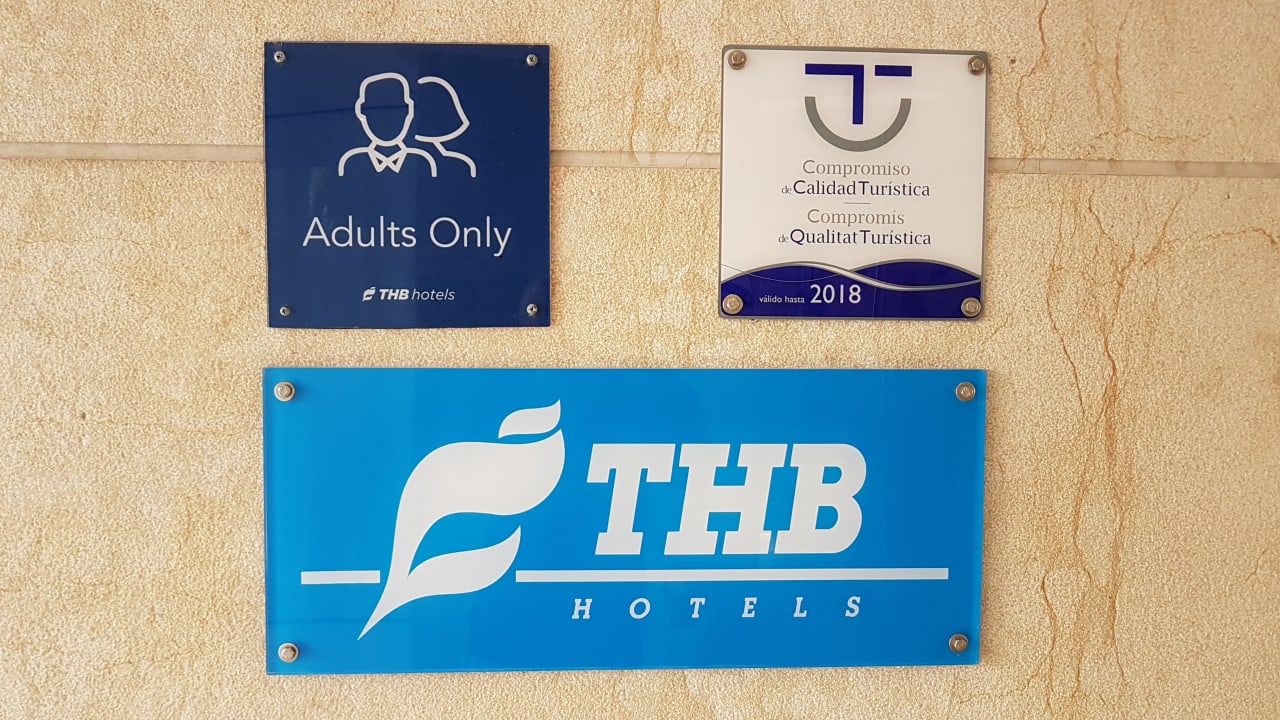 Adults Only
THB hotels
Compromiso
de Calidad Turística
Compromís
de Qualitat Turística
válido hasta 2018
THB
HOTELS